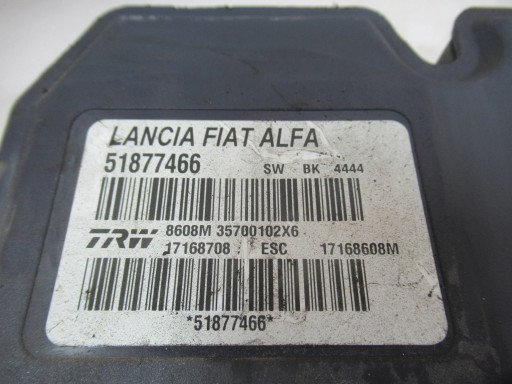 LANCIA FIAT ALFA
51877466 SW BK 4444
TRW 8608M 35700102X6
17168708 ESC 17168608M
*51877466*